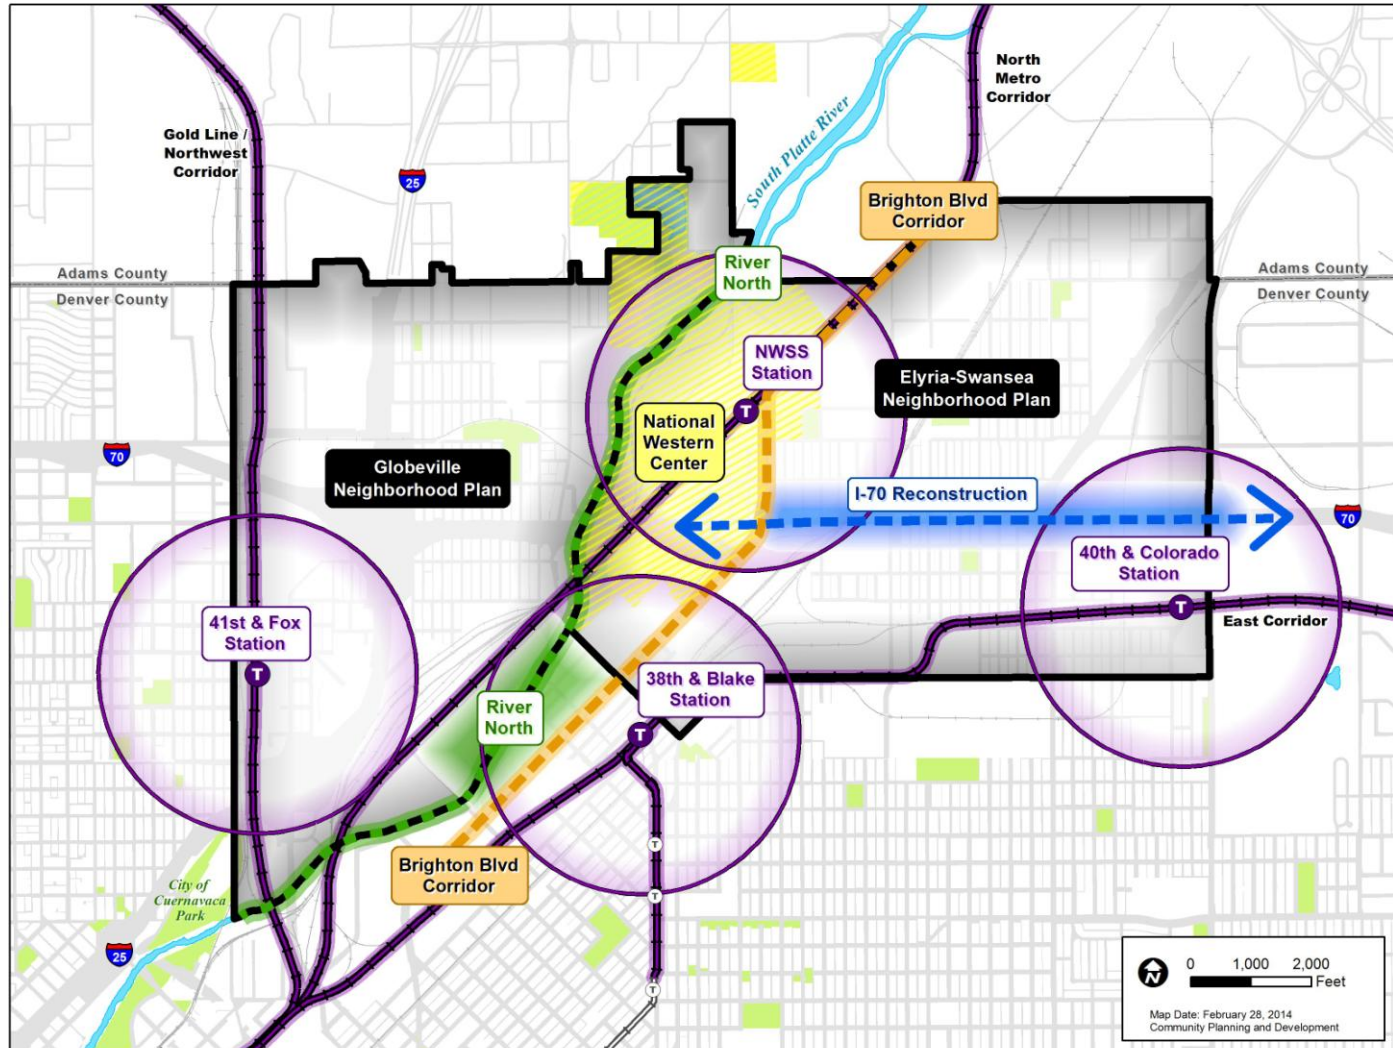 North
Metro
Corridor
South Platte River
Gold Line /
Northwest
Corridor
25
Brighton Blvd
Corridor
River
North
Adams County
Denver County
Adams County
Denver County
NWSS
Station
T
Elyria-Swansea
Neighborhood Plan
National
Western
Center
70
Globeville
Neighborhood Plan
I-70 Reconstruction
70
40th & Colorado
Station
T
East Corridor
41st & Fox
Station
T
38th & Blake
Station
T
River
North
Brighton Blvd
Corridor
T
T
T
City of
Cuernavaca
Park
25
N
0 1,000 2,000
Feet
Map Date: February 28, 2014
Community Planning and Development